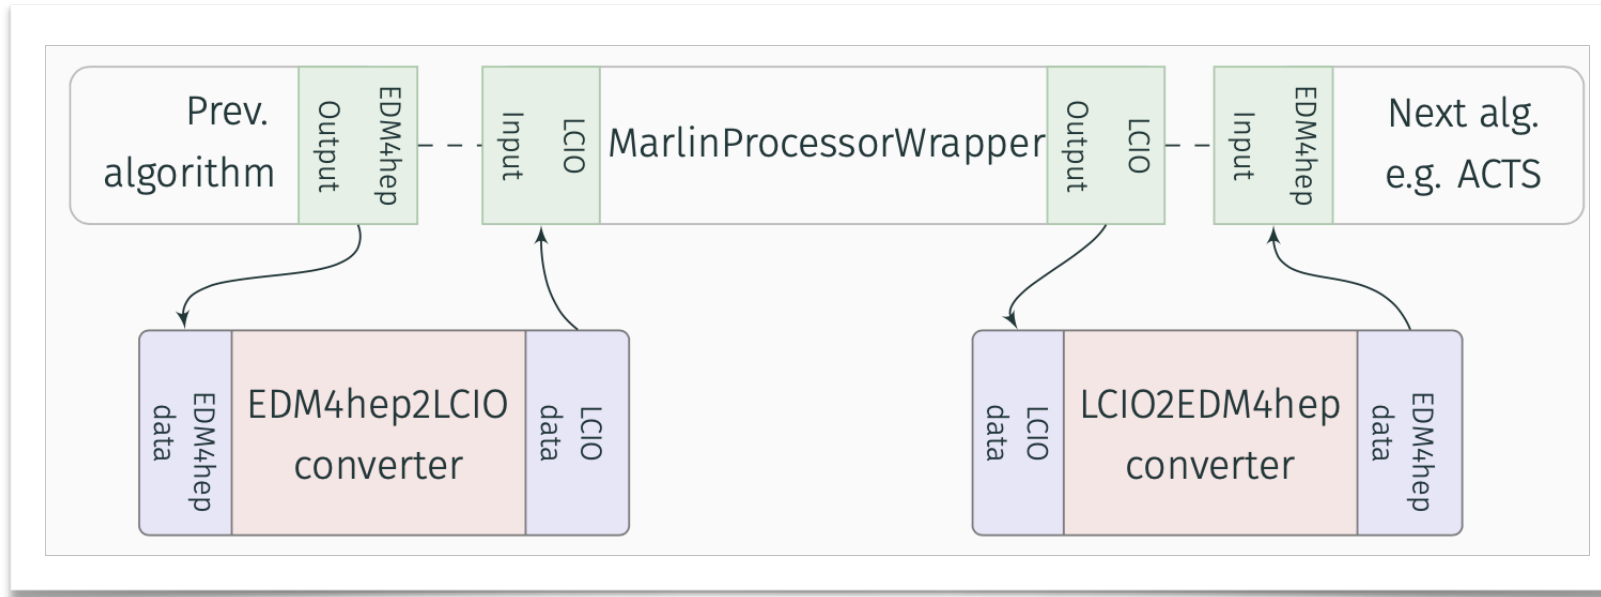 Prev.
algorithm
EDM4hep
Output
LCIO
Input
MarlinProcessorWrapper
LCIO
Output
EDM4hep
Input
Next alg.
e.g. ACTS
EDM4hep
data
EDM4hep2LCIO
converter
LCIO
data
LCIO
data
LCIO2EDM4hep
converter
EDM4hep
data